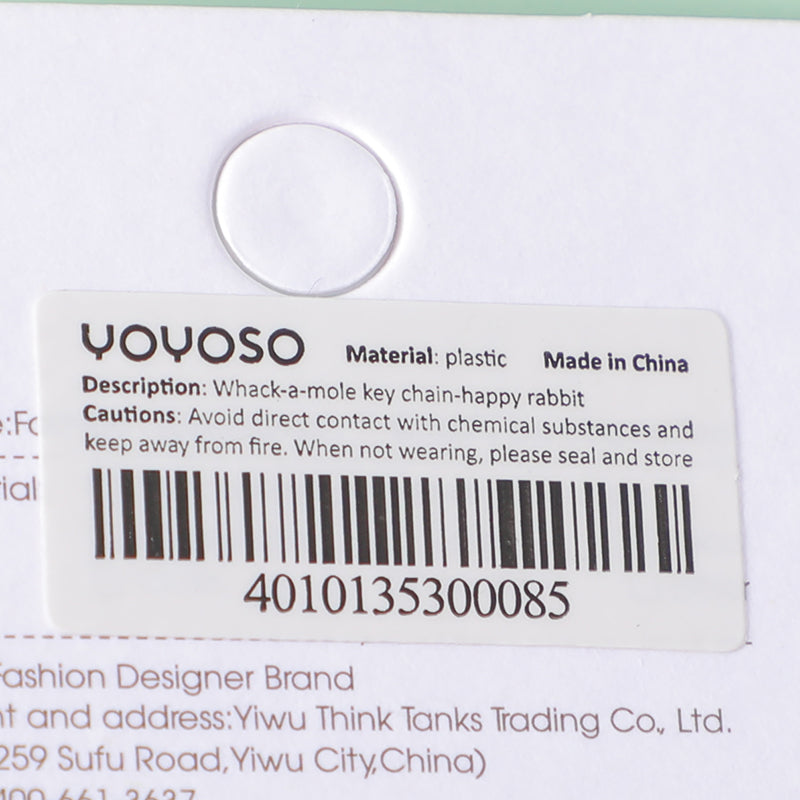 YOYOSO Material: plastic Made in China
Description: Whack-a-mole key chain-happy rabbit
Cautions: Avoid direct contact with chemical substances and
keep away from fire. When not wearing, please seal and store
4010135300085
Fashion Designer Brand
and address:Yiwu Think Tanks Trading Co., Ltd.
259 Sufu Road,Yiwu City,China)